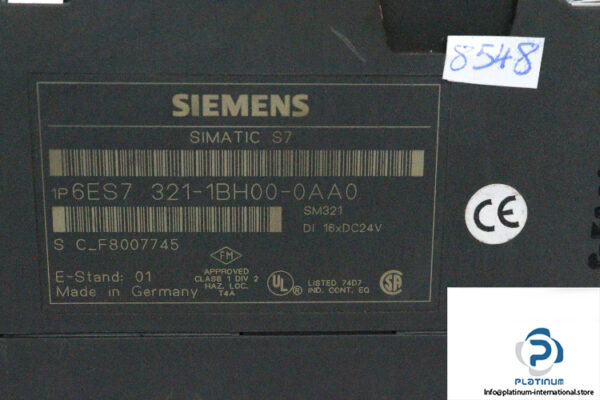 8548
SIEMENS
SIMATIC S7
1P 6ES7 321-1BH00-0AA0
SM321
DI 16xDC24V
S C_F8007745
E-Stand: 01
Made in Germany
FM
APPROVED
CLASS 1 DIV 2
HAZ. LOC.
T4A
UL
®
LISTED 74D7
IND. CONT. EQ
SA
CE
PLATINUM
Info@platinum-international.store